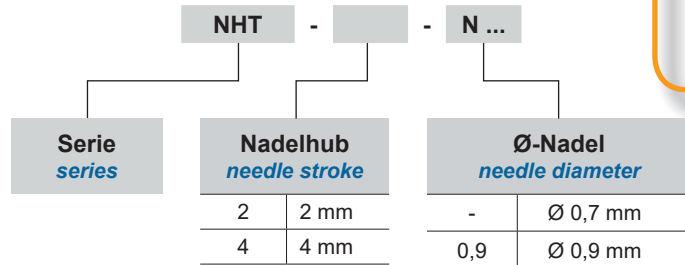 NHT - - N ...
Serie
series
Nadelhub
needle stroke
2 2 mm
4 4 mm
Ø-Nadel
needle diameter
- Ø 0,7 mm
0,9 Ø 0,9 mm